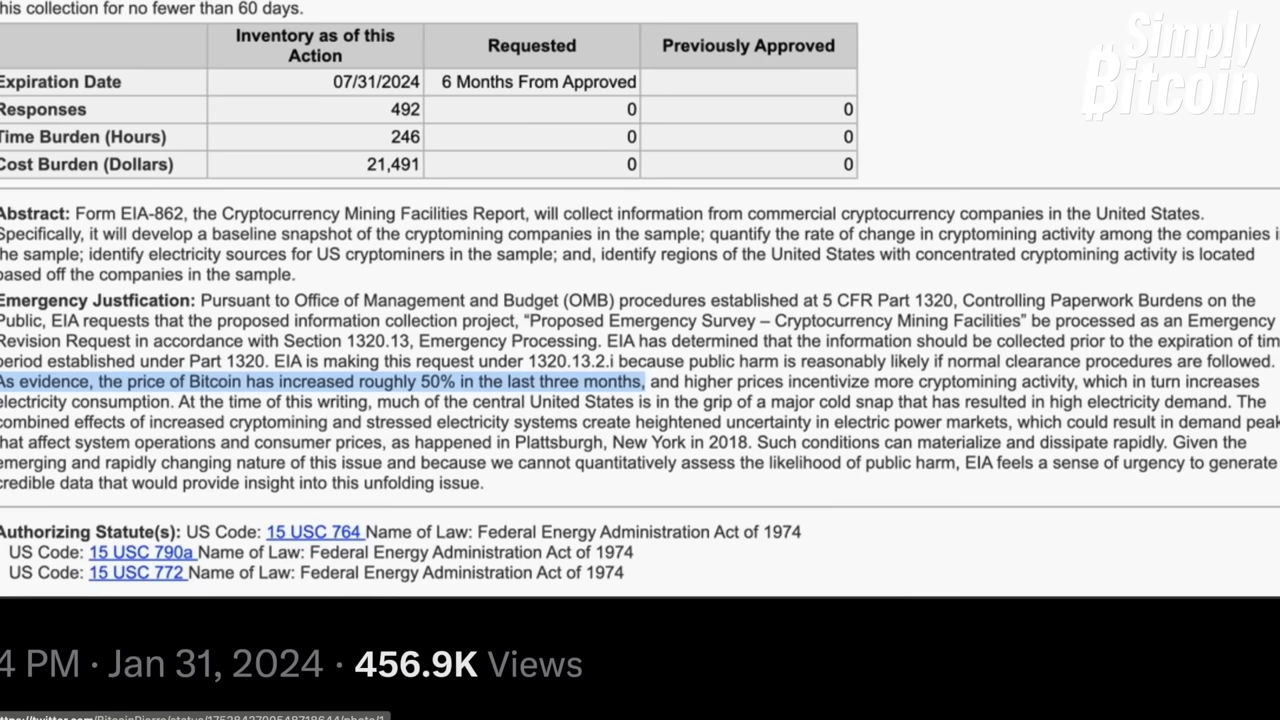 his collection for no fewer than 60 days.
Simply
Bitcoin
Inventory as of this Action Requested Previously Approved
Expiration Date 07/31/2024 6 Months From Approved
Responses 492 0 0
Time Burden (Hours) 246 0 0
Cost Burden (Dollars) 21,491 0 0
Abstract: Form EIA-862, the Cryptocurrency Mining Facilities Report, will collect information from commercial cryptocurrency companies in the United States.
Specifically, it will develop a baseline snapshot of the cryptomining companies in the sample; quantify the rate of change in cryptomining activity among the companies i
he sample; identify electricity sources for US cryptominers in the sample; and, identify regions of the United States with concentrated cryptomining activity is located
based off the companies in the sample.
Emergency Justfication: Pursuant to Office of Management and Budget (OMB) procedures established at 5 CFR Part 1320, Controlling Paperwork Burdens on the
Public, EIA requests that the proposed information collection project, “Proposed Emergency Survey – Cryptocurrency Mining Facilities” be processed as an Emergency
Revision Request in accordance with Section 1320.13, Emergency Processing. EIA has determined that the information should be collected prior to the expiration of tim
period established under Part 1320. EIA is making this request under 1320.13.2.i because public harm is reasonably likely if normal clearance procedures are followed.
As evidence, the price of Bitcoin has increased roughly 50% in the last three months, and higher prices incentivize more cryptomining activity, which in turn increases
electricity consumption. At the time of this writing, much of the central United States is in the grip of a major cold snap that has resulted in high electricity demand. The
combined effects of increased cryptomining and stressed electricity systems create heightened uncertainty in electric power markets, which could result in demand peak
hat affect system operations and consumer prices, as happened in Plattsburgh, New York in 2018. Such conditions can materialize and dissipate rapidly. Given the
emerging and rapidly changing nature of this issue and because we cannot quantitatively assess the likelihood of public harm, EIA feels a sense of urgency to generate
credible data that would provide insight into this unfolding issue.
Authorizing Statute(s): US Code: 15 USC 764 Name of Law: Federal Energy Administration Act of 1974
US Code: 15 USC 790a Name of Law: Federal Energy Administration Act of 1974
US Code: 15 USC 772 Name of Law: Federal Energy Administration Act of 1974
4 PM · Jan 31, 2024 · 456.9K Views